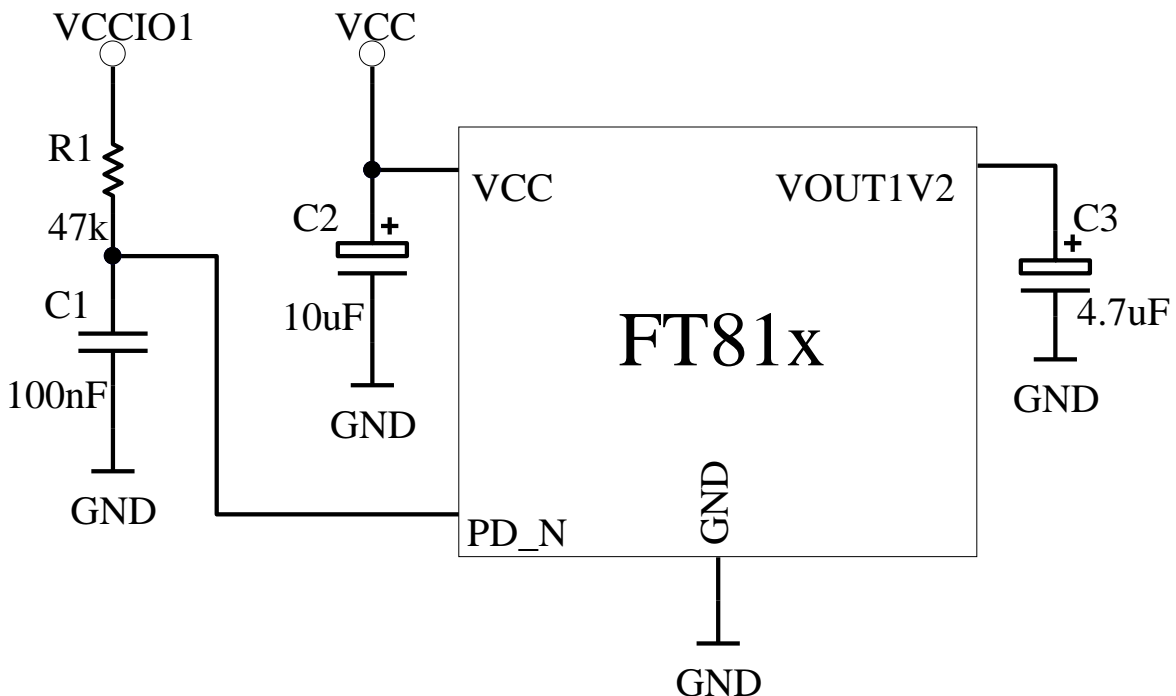 VCCIO1
VCC
R1
47k
C1
100nF
GND
C2
+
10uF
GND
VCC
VOUT1V2
FT81x
PD_N
GND
GND
C3
+
4.7uF
GND